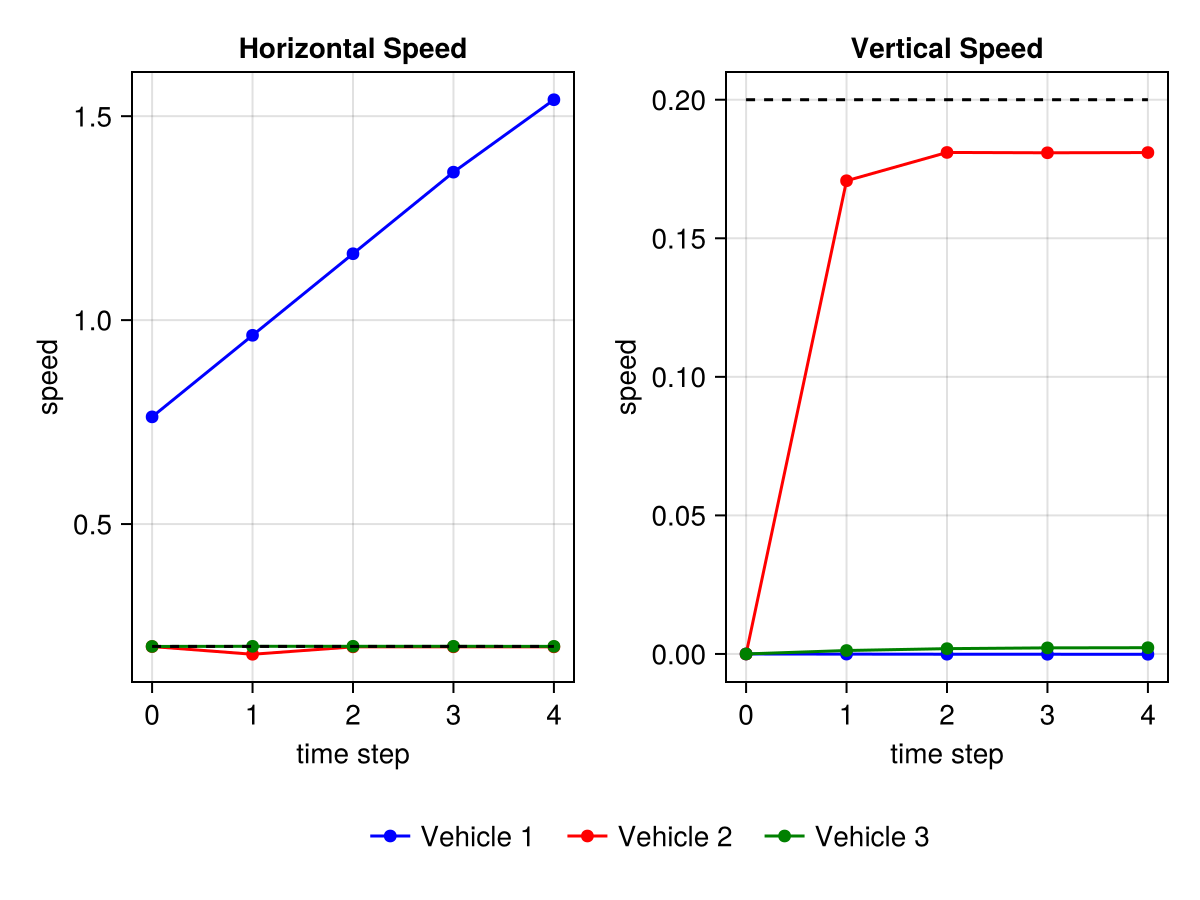 Horizontal Speed
1.5
1.0
0.5
speed
0 1 2 3 4
time step
Vertical Speed
0.20
0.15
0.10
0.05
0.00
speed
0 1 2 3 4
time step
Vehicle 1 Vehicle 2 Vehicle 3